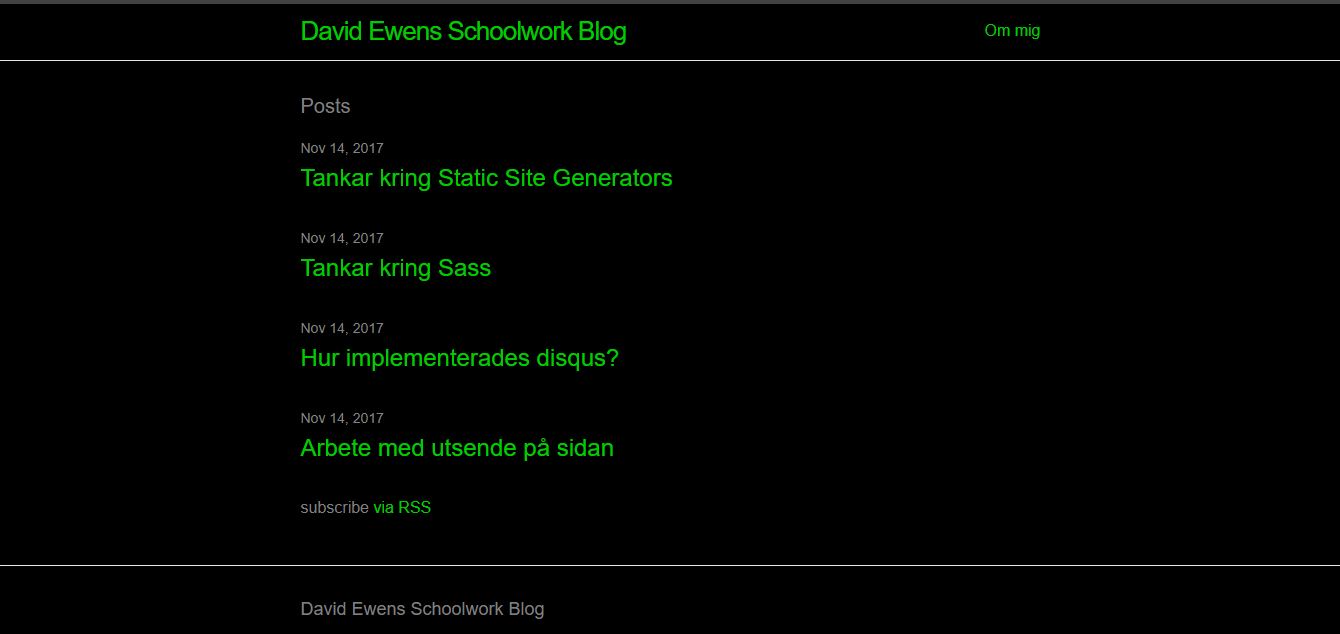 David Ewens Schoolwork Blog
Om mig
Posts
Nov 14, 2017
Tankar kring Static Site Generators
Nov 14, 2017
Tankar kring Sass
Nov 14, 2017
Hur implementerades disqus?
Nov 14, 2017
Arbete med utsende på sidan
subscribe via RSS
David Ewens Schoolwork Blog